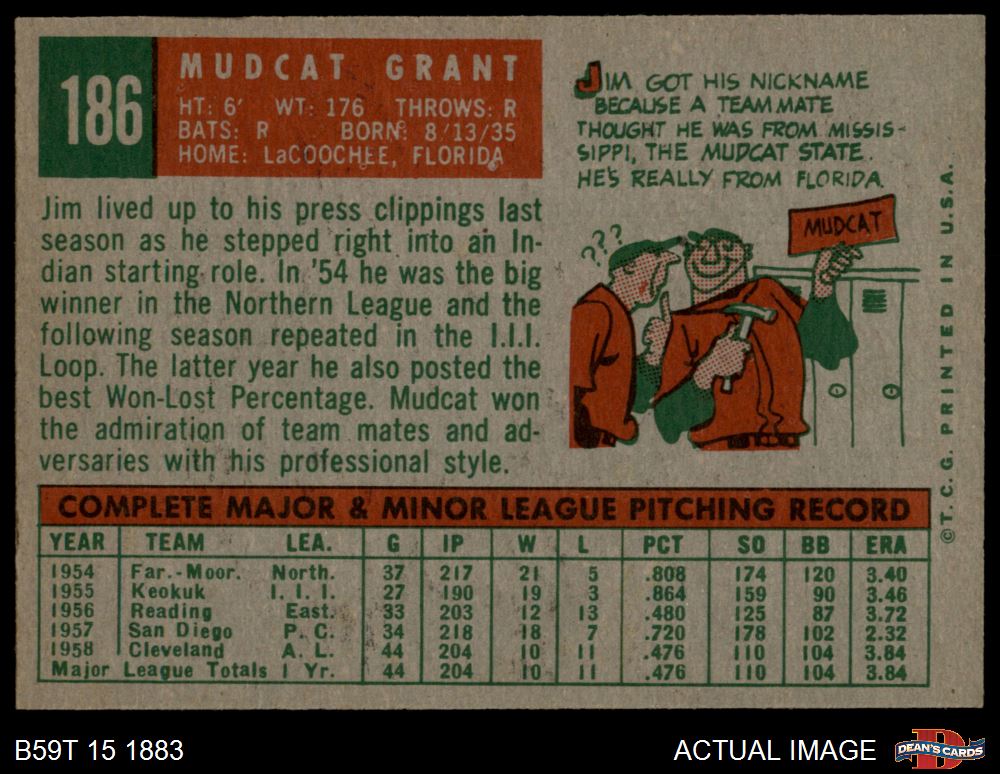 186
MUDCAT GRANT
HT: 6' WT: 176 THROWS: R
BATS: R BORN: 8/13/35
HOME: LaCOOCHEE, FLORIDA
JIM GOT HIS NICKNAME
BECAUSE A TEAM MATE
THOUGHT HE WAS FROM MISSIS-
SIPPI, THE MUDCAT STATE.
HE'S REALLY FROM FLORIDA.
???
MUDCAT
Jim lived up to his press clippings last
season as he stepped right into an In-
dian starting role. In '54 he was the big
winner in the Northern League and the
following season repeated in the I.I.I.
Loop. The latter year he also posted the
best Won-Lost Percentage. Mudcat won
the admiration of team mates and ad-
versaries with his professional style.
COMPLETE MAJOR & MINOR LEAGUE PITCHING RECORD
YEAR TEAM LEA. G IP W L PCT SO BB ERA
1954 Far.-Moor. North. 37 217 21 5 .808 174 120 3.40
1955 Keokuk I. I. I. 27 190 19 3 .864 159 90 3.46
1956 Reading East. 33 203 12 13 .480 125 87 3.72
1957 San Diego P. C. 34 218 18 7 .720 178 102 2.32
1958 Cleveland A. L. 44 204 10 11 .476 110 104 3.84
Major League Totals 1 Yr. 44 204 10 11 .476 110 104 3.84
©T. C. G. PRINTED IN U.S.A.
B59T 15 1883
ACTUAL IMAGE
D
DEAN'S CARDS